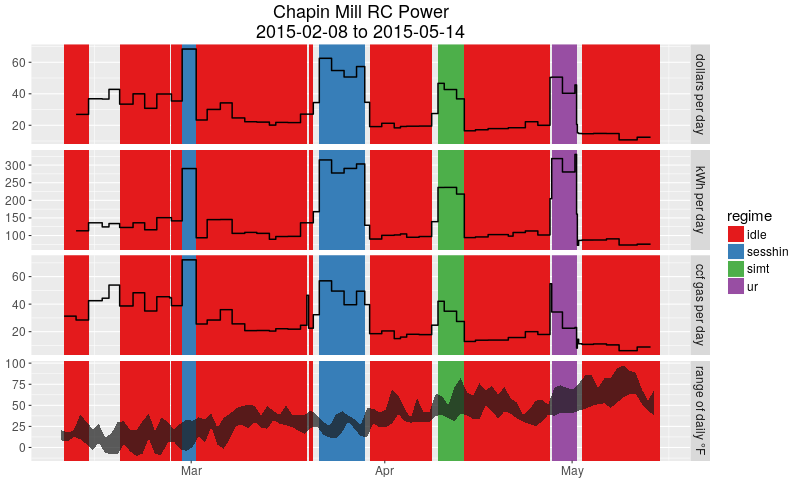 Chapin Mill RC Power
2015-02-08 to 2015-05-14
60
40
20
dollars per day
300
250
200
150
100
kWh per day
60
40
20
ccf gas per day
100
75
50
25
0
range of daily °F
Mar
Apr
May
regime
idle
sesshin
simt
ur